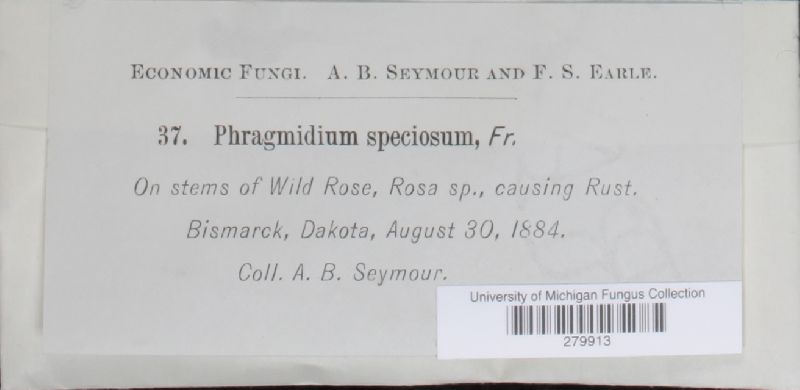 ECONOMIC FUNGI. A. B. SEYMOUR AND F. S. EARLE.
37. Phragmidium speciosum, Fr.
On stems of Wild Rose, Rosa sp., causing Rust.
Bismarck, Dakota, August 30, 1884.
Coll. A. B. Seymour.
University of Michigan Fungus Collection
279913